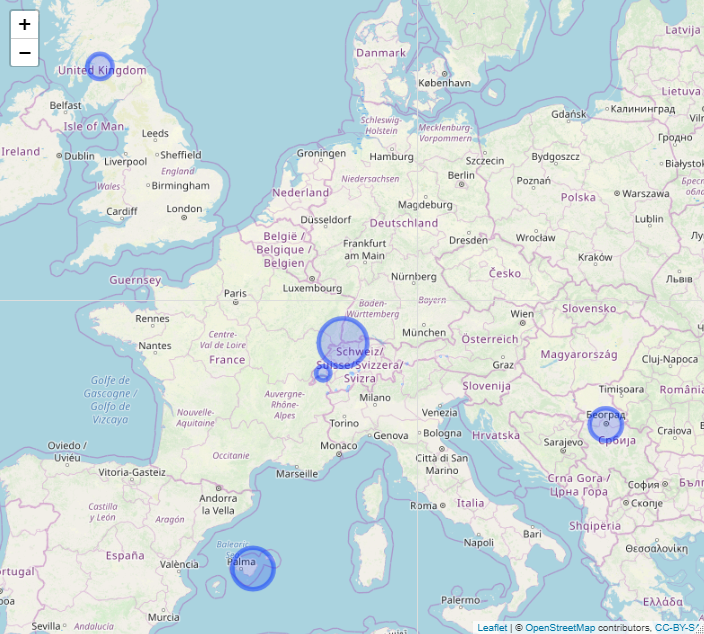 +
−
Latvija
Danmark
København
United Kingdom
Lietuva
Belfast
Gdańsk
Калининград
Schleswig-
Holstein
Mecklenburg-
Vorpommern
Isle of Man
Leeds
Гродно
Ireland
Dublin
Liverpool
Sheffield
Groningen
Hamburg
Szczecin
Bydgoszcz
Białystok
England
Wales
Birmingham
Nederland
Niedersachsen
Berlin
Poznań
Warszawa
Polska
Cardiff
London
Düsseldorf
Magdeburg
Lublin
Deutschland
België /
Belgique /
Belgien
Frankfurt
am Main
Dresden
Wrocław
Kraków
Česko
Львів
Guernsey
Luxembourg
Nürnberg
Paris
Baden-
Württemberg
Bayern
Slovensko
Rennes
Wien
Nantes
Centre-
Val de Loire
France
München
Österreich
Magyarország
Schweiz/
Suisse/Svizzera/
Svizra
Graz
Cluj-Napoca
Golfe de
Gascogne /
Golfo de
Vizcaya
Auvergne-
Rhône-
Alpes
Slovenija
Timișoara
România
Milano
Nouvelle-
Aquitaine
Torino
Venezia
Београд
Genova
Bologna
Hrvatska
Craiova
Oviedo /
Uviéu
Occitanie
Monaco
Sarajevo
Србија
Vitoria-Gasteiz
Marseille
Città di San
Marino
Crna Gora /
Црна Гора
София
Andorra
la Vella
Castilla
y León
Aragón
Roma
Italia
Скопје
Shqipëria
España
València
Palma
Napoli
Bari
Θεσσαλονίκη
Murcia
Palermo
Ελλάδα
Sevilla
Andalucía
Leaflet | © OpenStreetMap contributors, CC-BY-SA